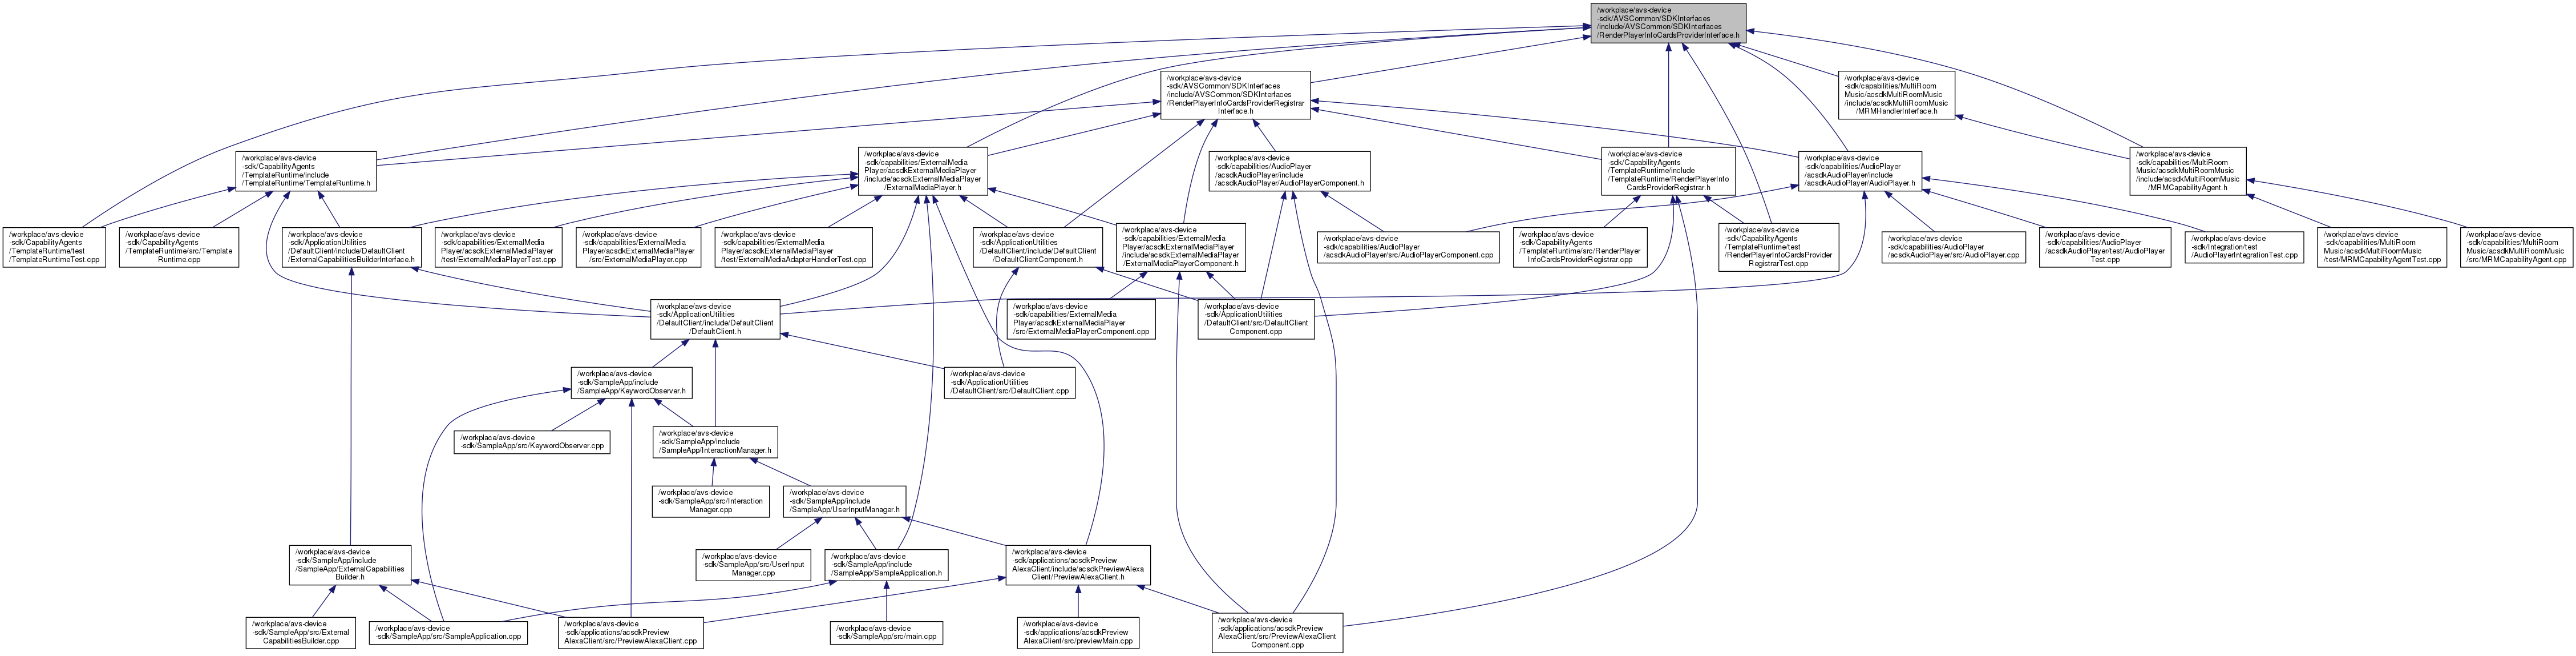 /workplace/avs-device
-sdk/AVSCommon/SDKInterfaces
/include/AVSCommon/SDKInterfaces
/RenderPlayerInfoCardsProviderInterface.h
/workplace/avs-device
-sdk/AVSCommon/SDKInterfaces
/include/AVSCommon/SDKInterfaces
/RenderPlayerInfoCardsProviderRegistrar
Interface.h
/workplace/avs-device
-sdk/capabilities/MultiRoom
Music/acsdkMultiRoomMusic
/include/acsdkMultiRoomMusic
/MRMHandlerInterface.h
/workplace/avs-device
-sdk/CapabilityAgents
/TemplateRuntime/include
/TemplateRuntime/TemplateRuntime.h
/workplace/avs-device
-sdk/capabilities/ExternalMedia
Player/acsdkExternalMediaPlayer
/include/acsdkExternalMediaPlayer
/ExternalMediaPlayer.h
/workplace/avs-device
-sdk/capabilities/AudioPlayer
/acsdkAudioPlayer/include
/acsdkAudioPlayer/AudioPlayerComponent.h
/workplace/avs-device
-sdk/CapabilityAgents
/TemplateRuntime/include
/TemplateRuntime/RenderPlayerInfo
CardsProviderRegistrar.h
/workplace/avs-device
-sdk/capabilities/AudioPlayer
/acsdkAudioPlayer/include
/acsdkAudioPlayer/AudioPlayer.h
/workplace/avs-device
-sdk/capabilities/MultiRoom
Music/acsdkMultiRoomMusic
/include/acsdkMultiRoomMusic
/MRMCapabilityAgent.h
/workplace/avs-device
-sdk/CapabilityAgents
/TemplateRuntime/test
/TemplateRuntimeTest.cpp
/workplace/avs-device
-sdk/CapabilityAgents
/TemplateRuntime/src/Template
Runtime.cpp
/workplace/avs-device
-sdk/ApplicationUtilities
/DefaultClient/include/DefaultClient
/ExternalCapabilitiesBuilderInterface.h
/workplace/avs-device
-sdk/capabilities/ExternalMedia
Player/acsdkExternalMediaPlayer
/test/ExternalMediaPlayerTest.cpp
/workplace/avs-device
-sdk/capabilities/ExternalMedia
Player/acsdkExternalMediaPlayer
/src/ExternalMediaPlayer.cpp
/workplace/avs-device
-sdk/capabilities/ExternalMedia
Player/acsdkExternalMediaPlayer
/test/ExternalMediaAdapterHandlerTest.cpp
/workplace/avs-device
-sdk/ApplicationUtilities
/DefaultClient/include/DefaultClient
/DefaultClientComponent.h
/workplace/avs-device
-sdk/capabilities/ExternalMedia
Player/acsdkExternalMediaPlayer
/include/acsdkExternalMediaPlayer
/ExternalMediaPlayerComponent.h
/workplace/avs-device
-sdk/capabilities/AudioPlayer
/acsdkAudioPlayer/src/AudioPlayerComponent.cpp
/workplace/avs-device
-sdk/CapabilityAgents
/TemplateRuntime/src/RenderPlayer
InfoCardsProviderRegistrar.cpp
/workplace/avs-device
-sdk/CapabilityAgents
/TemplateRuntime/test
/RenderPlayerInfoCardsProvider
RegistrarTest.cpp
/workplace/avs-device
-sdk/capabilities/AudioPlayer
/acsdkAudioPlayer/src/AudioPlayer.cpp
/workplace/avs-device
-sdk/capabilities/AudioPlayer
/acsdkAudioPlayer/test/AudioPlayer
Test.cpp
/workplace/avs-device
-sdk/Integration/test
/AudioPlayerIntegrationTest.cpp
/workplace/avs-device
-sdk/capabilities/MultiRoom
Music/acsdkMultiRoomMusic
/test/MRMCapabilityAgentTest.cpp
/workplace/avs-device
-sdk/capabilities/MultiRoom
Music/acsdkMultiRoomMusic
/src/MRMCapabilityAgent.cpp
/workplace/avs-device
-sdk/ApplicationUtilities
/DefaultClient/include/DefaultClient
/DefaultClient.h
/workplace/avs-device
-sdk/capabilities/ExternalMedia
Player/acsdkExternalMediaPlayer
/src/ExternalMediaPlayerComponent.cpp
/workplace/avs-device
-sdk/ApplicationUtilities
/DefaultClient/src/DefaultClient
Component.cpp
/workplace/avs-device
-sdk/SampleApp/include
/SampleApp/KeywordObserver.h
/workplace/avs-device
-sdk/ApplicationUtilities
/DefaultClient/src/DefaultClient.cpp
/workplace/avs-device
-sdk/SampleApp/src/KeywordObserver.cpp
/workplace/avs-device
-sdk/SampleApp/include
/SampleApp/InteractionManager.h
/workplace/avs-device
-sdk/SampleApp/src/Interaction
Manager.cpp
/workplace/avs-device
-sdk/SampleApp/include
/SampleApp/UserInputManager.h
/workplace/avs-device
-sdk/SampleApp/include
/SampleApp/ExternalCapabilities
Builder.h
/workplace/avs-device
-sdk/SampleApp/src/UserInput
Manager.cpp
/workplace/avs-device
-sdk/SampleApp/include
/SampleApp/SampleApplication.h
/workplace/avs-device
-sdk/applications/acsdkPreview
AlexaClient/include/acsdkPreviewAlexa
Client/PreviewAlexaClient.h
/workplace/avs-device
-sdk/SampleApp/src/External
CapabilitiesBuilder.cpp
/workplace/avs-device
-sdk/SampleApp/src/SampleApplication.cpp
/workplace/avs-device
-sdk/applications/acsdkPreview
AlexaClient/src/PreviewAlexaClient.cpp
/workplace/avs-device
-sdk/SampleApp/src/main.cpp
/workplace/avs-device
-sdk/applications/acsdkPreview
AlexaClient/src/previewMain.cpp
/workplace/avs-device
-sdk/applications/acsdkPreview
AlexaClient/src/PreviewAlexaClient
Component.cpp